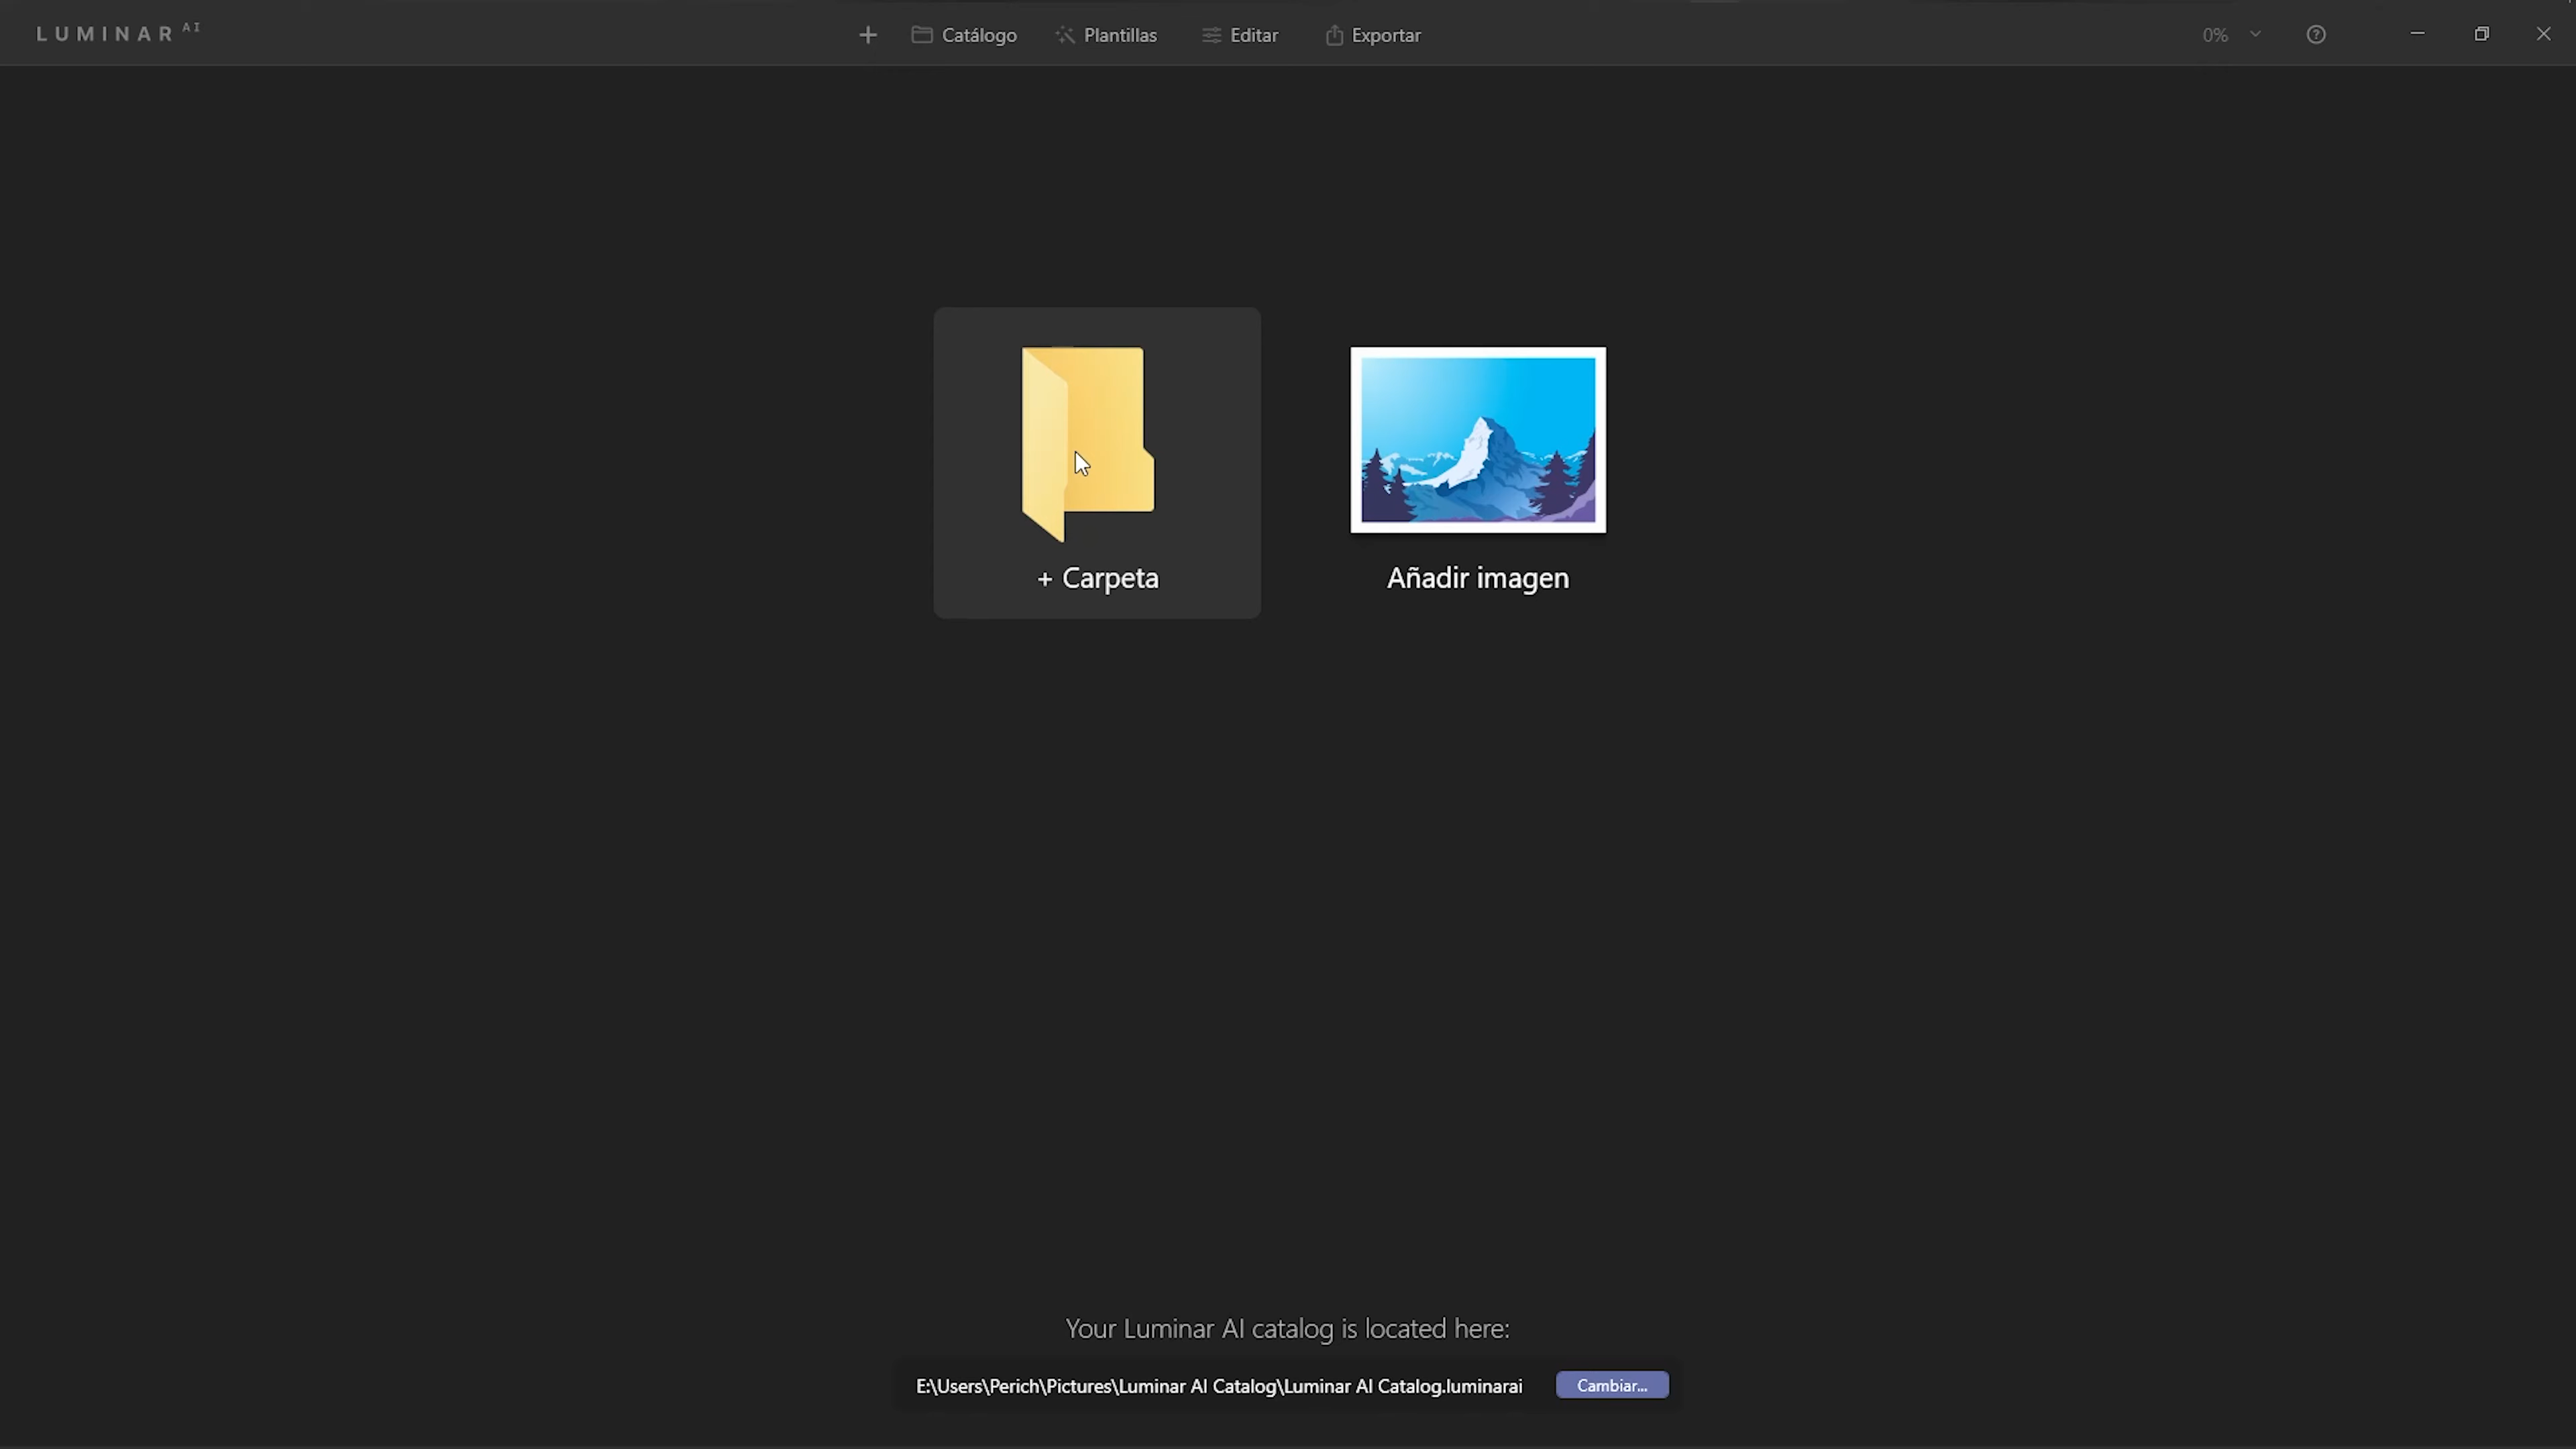 LUMINAR AI
Catálogo Plantillas Editar Exportar 0%
+ Carpeta
Añadir imagen
Your Luminar AI catalog is located here:
E:\Users\Perich\Pictures\Luminar AI Catalog\Luminar AI Catalog.luminarai Cambiar...